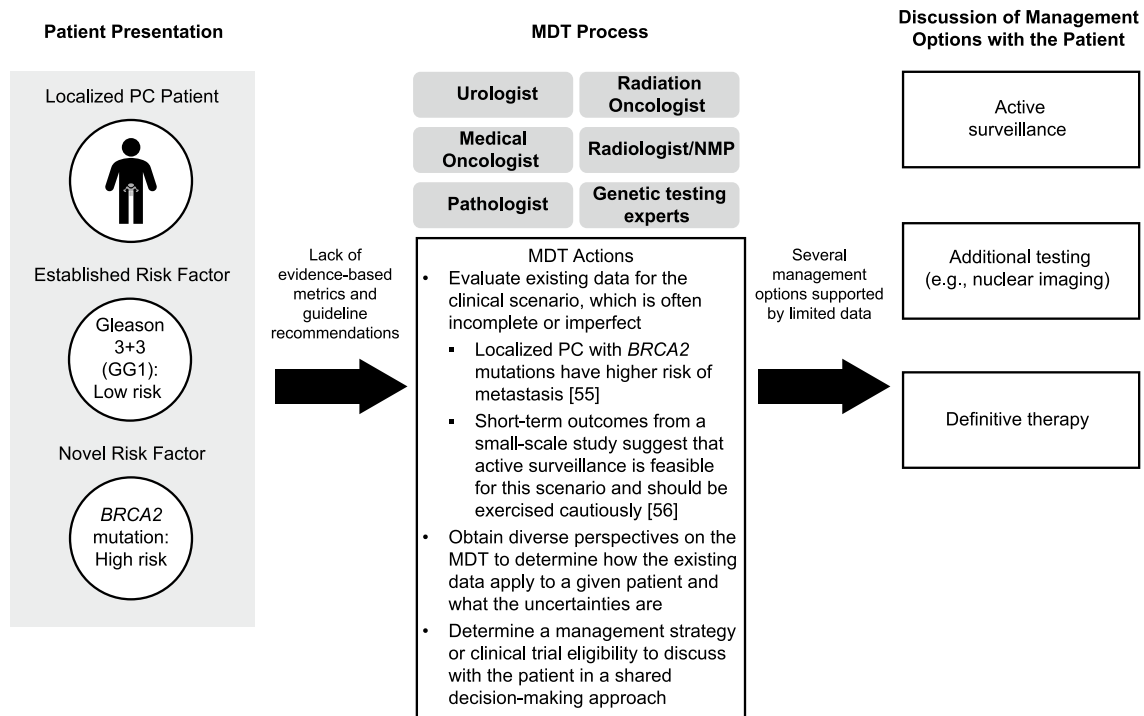 Patient Presentation
Localized PC Patient
Established Risk Factor
Gleason
3+3
(GG1):
Low risk
Novel Risk Factor
BRCA2
mutation:
High risk
Lack of
evidence-based
metrics and
guideline
recommendations
MDT Process
Urologist
Radiation
Oncologist
Medical
Oncologist
Radiologist/NMP
Pathologist
Genetic testing
experts
MDT Actions
• Evaluate existing data for the
clinical scenario, which is often
incomplete or imperfect
▪ Localized PC with BRCA2
mutations have higher risk of
metastasis [55]
▪ Short-term outcomes from a
small-scale study suggest that
active surveillance is feasible
for this scenario and should be
exercised cautiously [56]
• Obtain diverse perspectives on the
MDT to determine how the existing
data apply to a given patient and
what the uncertainties are
• Determine a management strategy
or clinical trial eligibility to discuss
with the patient in a shared
decision-making approach
Several
management
options supported
by limited data
Discussion of Management
Options with the Patient
Active
surveillance
Additional testing
(e.g., nuclear imaging)
Definitive therapy